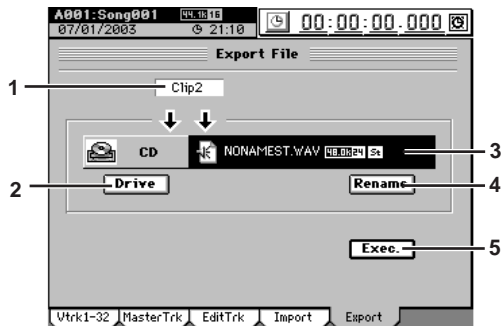 A001:Song001 44.1K 16
07/01/2003 21:10 00:00:00.000
Export File
1 Clip2
CD NONAMEST.WAV 48.0K 24 St 3
2 Drive Rename 4
Exec. 5
Vtrk1-32 MasterTrk EditTrk Import Export